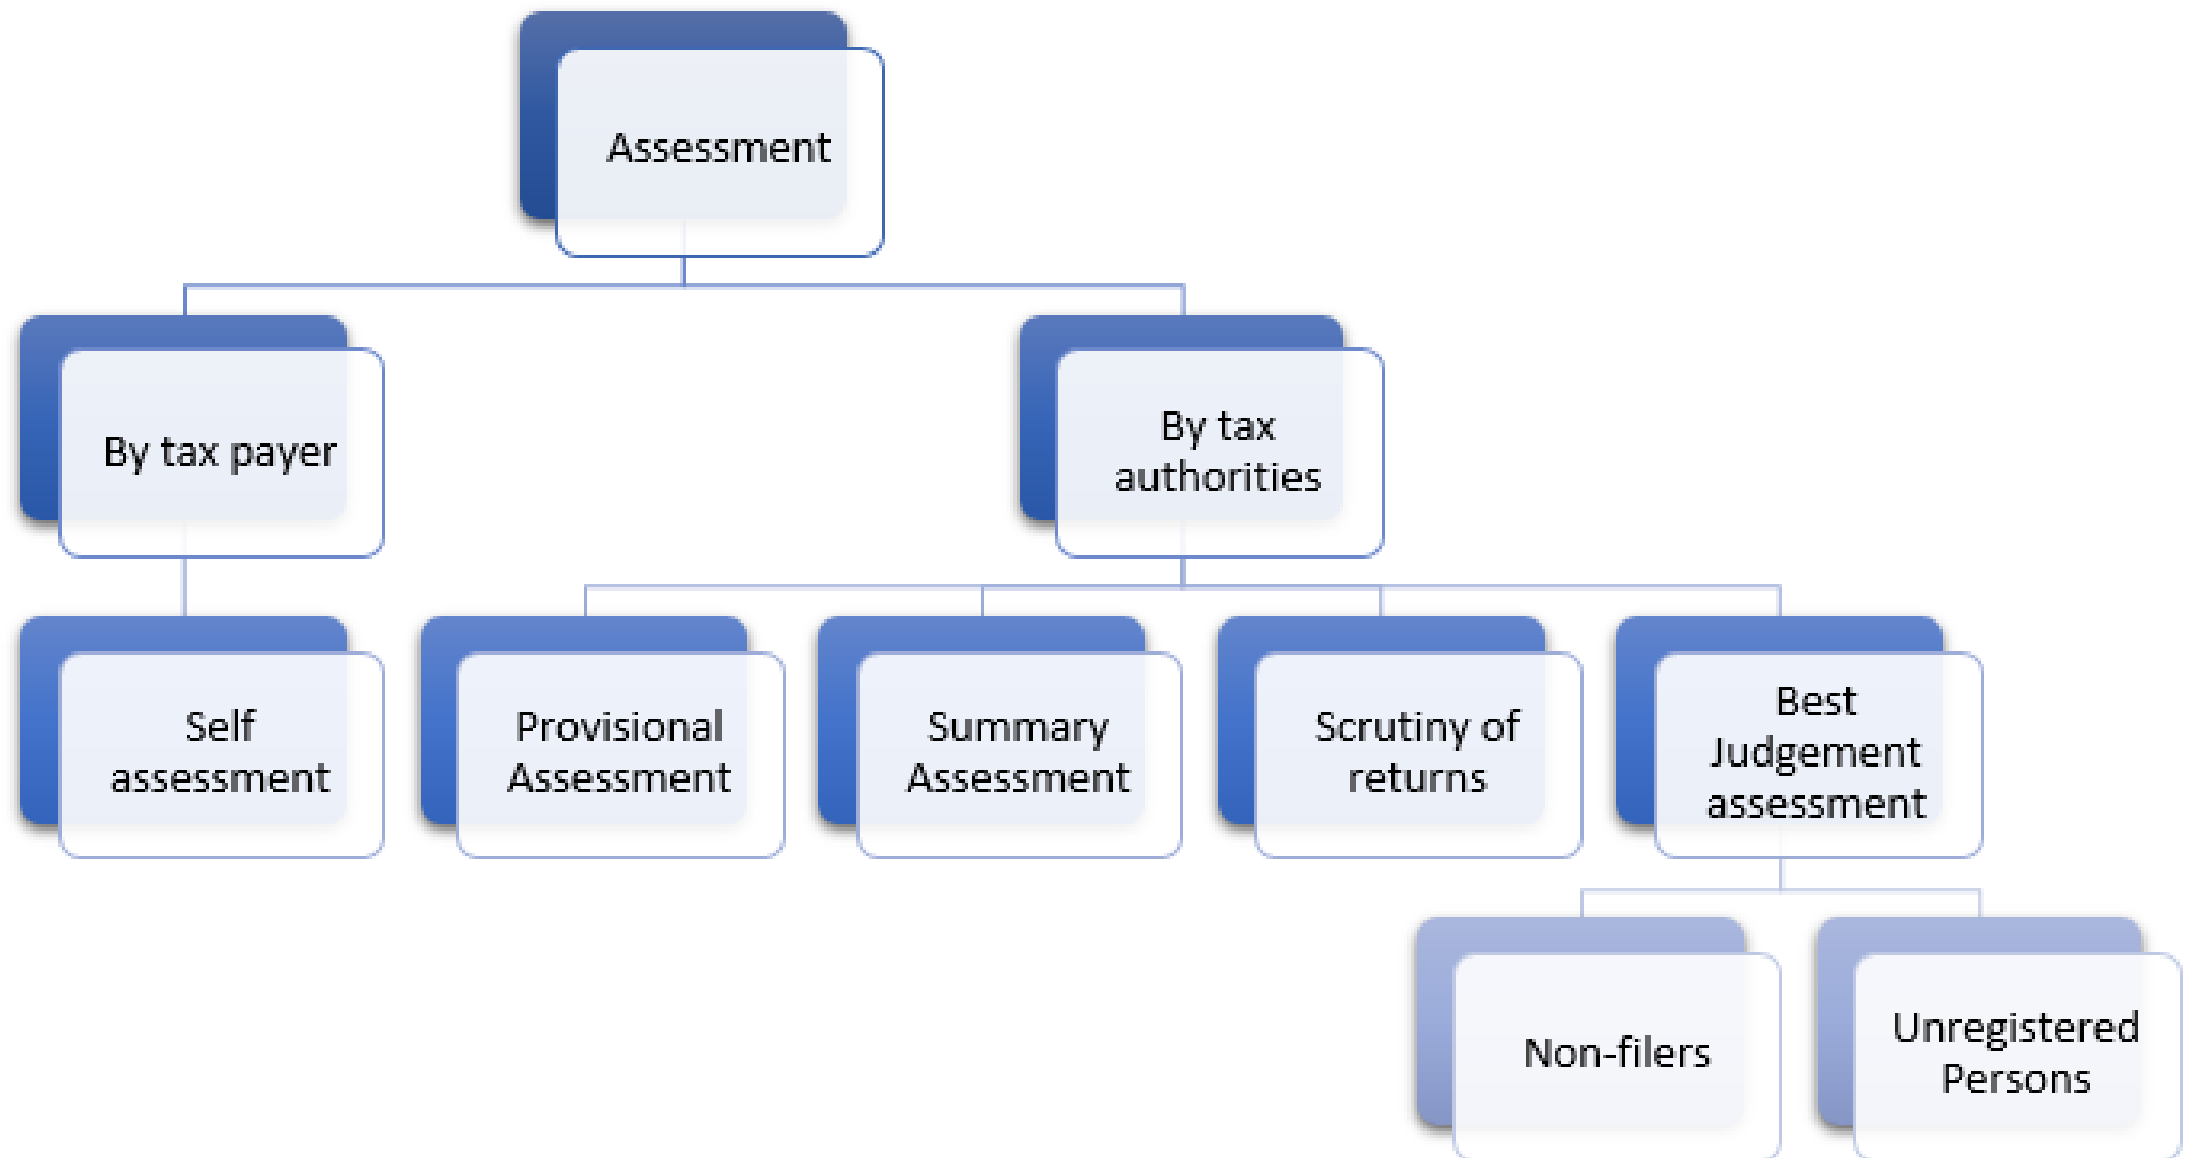 Assessment
By tax payer
By tax
authorities
Self
assessment
Provisional
Assessment
Summary
Assessment
Scrutiny of
returns
Best
Judgement
assessment
Non-filers
Unregistered
Persons